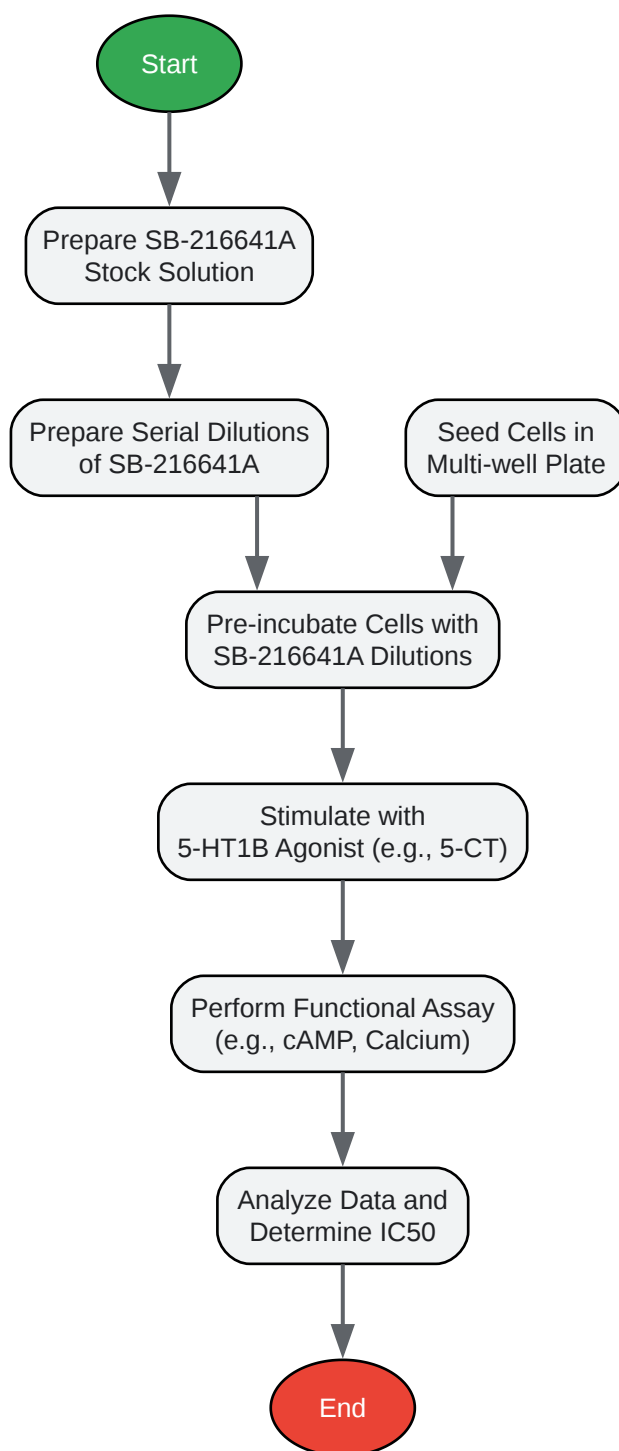 Start
Prepare SB-216641A
Stock Solution
Prepare Serial Dilutions
of SB-216641A
Seed Cells in
Multi-well Plate
Pre-incubate Cells with
SB-216641A Dilutions
Stimulate with
5-HT1B Agonist (e.g., 5-CT)
Perform Functional Assay
(e.g., cAMP, Calcium)
Analyze Data and
Determine IC50
End